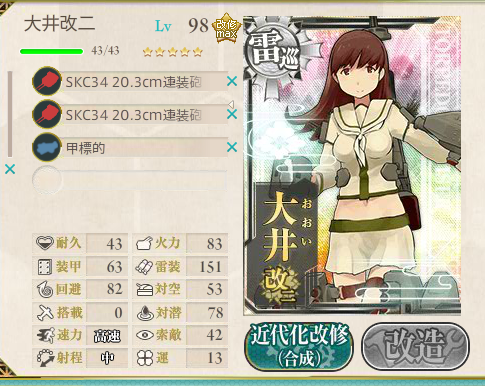 大井改二 Lv 98 改修max
43/43
SKC34 20.3cm連装砲
SKC34 20.3cm連装砲
甲標的
耐久 43 火力 83
装甲 63 雷装 151
回避 82 対空 53
搭載 0 対潜 78
速力 高速 索敵 42
射程 中 運 13
雷巡
大井改二
おおい
近代化改修
(合成)
改造